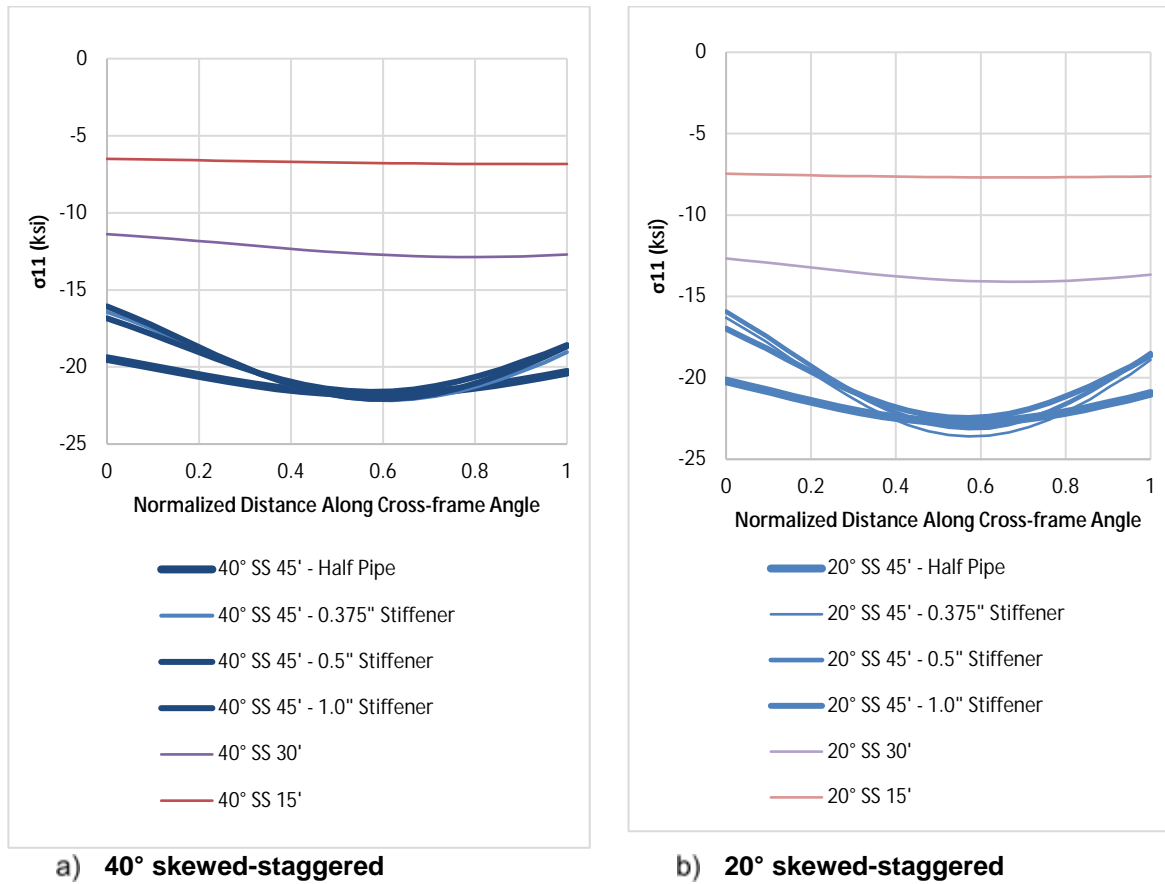 0
-5
-10
-15
-20
-25
σ11 (ksi)
0 0.2 0.4 0.6 0.8 1
Normalized Distance Along Cross-frame Angle
40° SS 45' - Half Pipe
40° SS 45' - 0.375" Stiffener
40° SS 45' - 0.5" Stiffener
40° SS 45' - 1.0" Stiffener
40° SS 30'
40° SS 15'
a) 40° skewed-staggered
0
-5
-10
-15
-20
-25
σ11 (ksi)
0 0.2 0.4 0.6 0.8 1
Normalized Distance Along Cross-frame Angle
20° SS 45' - Half Pipe
20° SS 45' - 0.375" Stiffener
20° SS 45' - 0.5" Stiffener
20° SS 45' - 1.0" Stiffener
20° SS 30'
20° SS 15'
b) 20° skewed-staggered